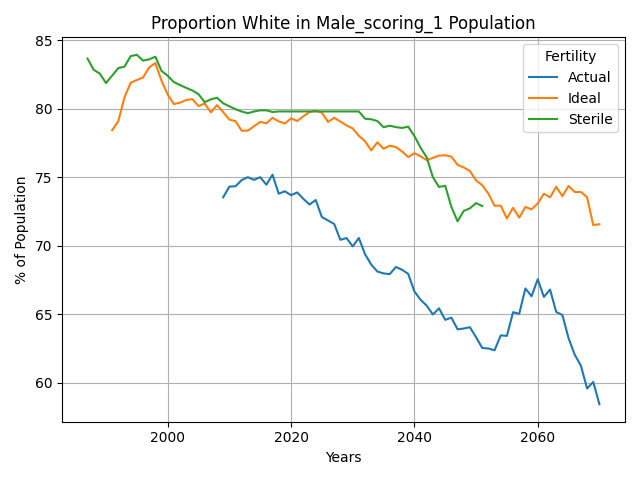 Proportion White in Male_scoring_1 Population
85
80
75
70
65
60
% of Population
2000
2020
2040
2060
Years
Fertility
Actual
Ideal
Sterile